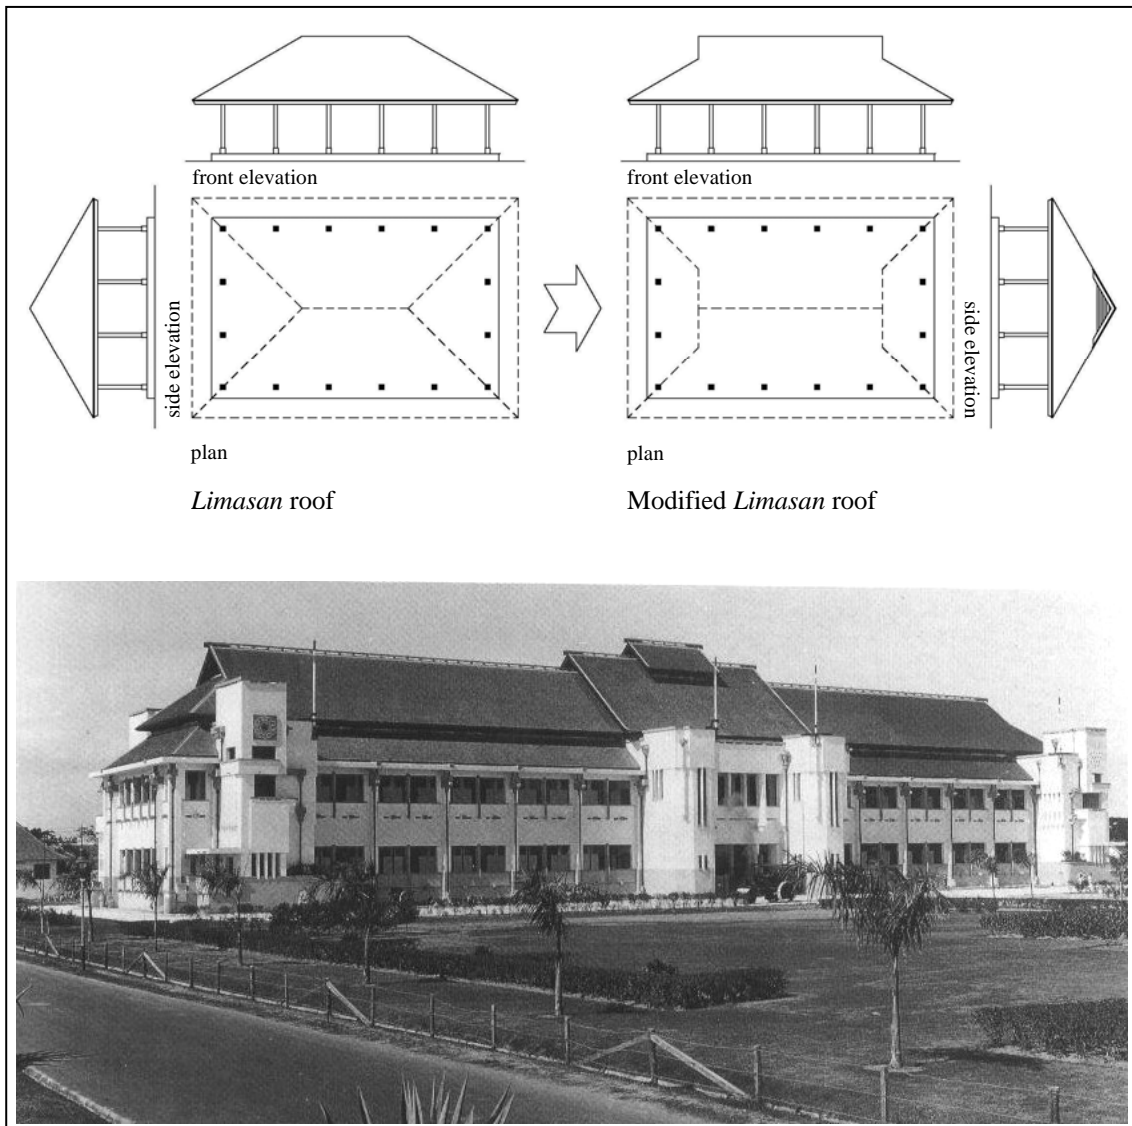 front elevation
front elevation
side elevation
side elevation
plan
plan
Limasan roof
Modified Limasan roof